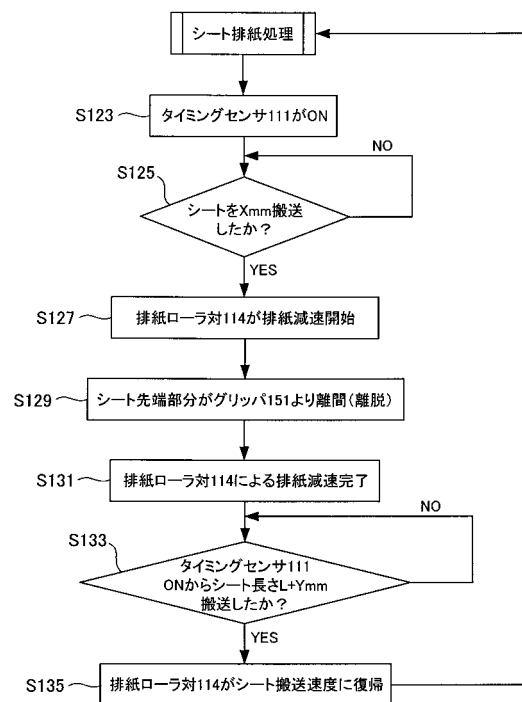 シート排紙処理
S123
タイミングセンサ111がON
NO
S125
シートをXmm搬送
したか？
YES
S127
排紙ローラ対114が排紙減速開始
S129
シート先端部分がグリッパ151より離間(離脱)
S131
排紙ローラ対114による排紙減速完了
NO
S133
タイミングセンサ111
ONからシート長さL+Ymm
搬送したか？
YES
S135
排紙ローラ対114がシート搬送速度に復帰